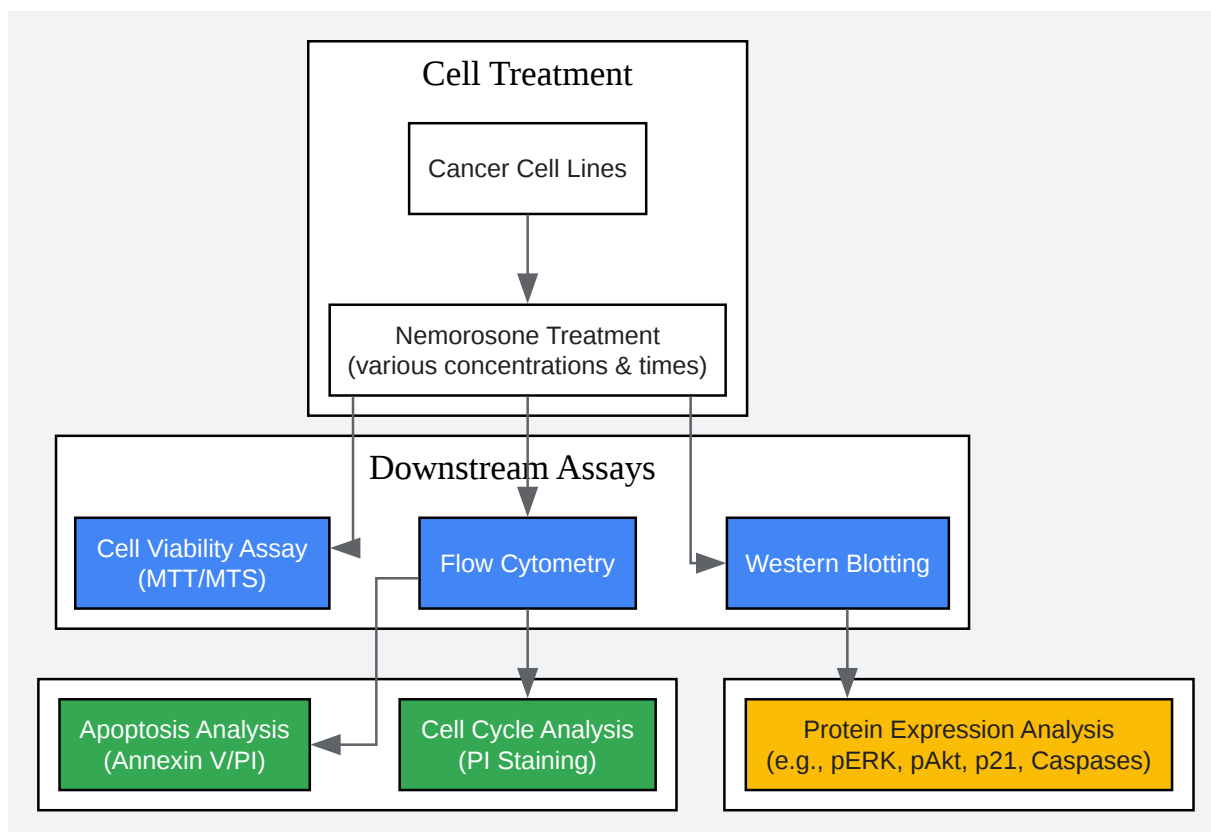 Cell Treatment
Cancer Cell Lines
Nemorosone Treatment
(various concentrations & times)
Downstream Assays
Cell Viability Assay
(MTT/MTS)
Flow Cytometry
Western Blotting
Apoptosis Analysis
(Annexin V/PI)
Cell Cycle Analysis
(PI Staining)
Protein Expression Analysis
(e.g., pERK, pAkt, p21, Caspases)